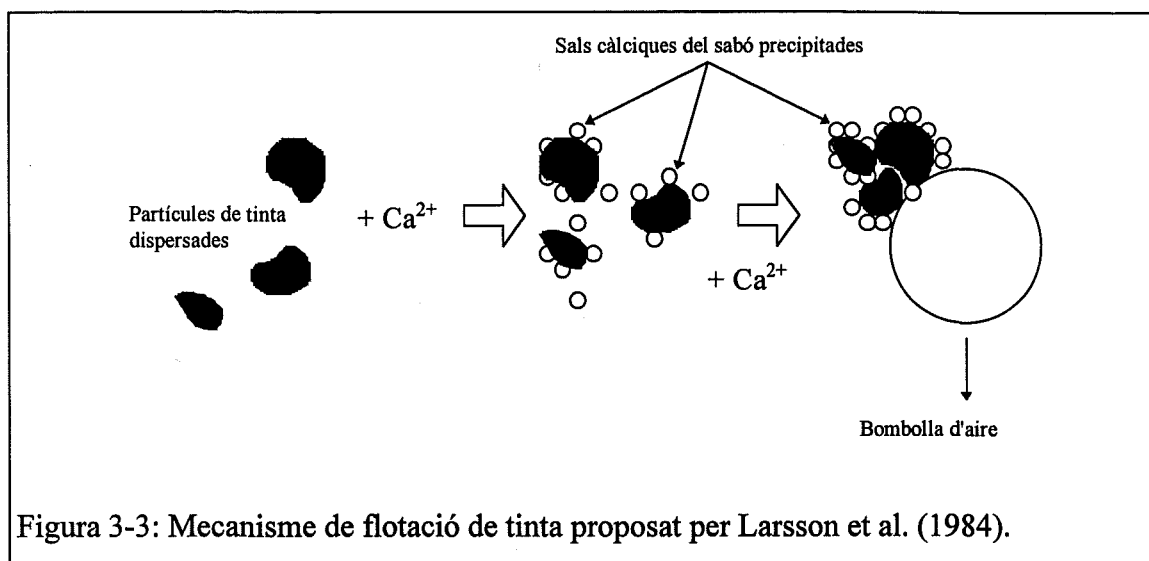 Sals càlciques del sabó precipitades
Partícules de tinta
dispersades
+ Ca²⁺
+ Ca²⁺
Bombolla d'aire
Figura 3-3: Mecanisme de flotació de tinta proposat per Larsson et al. (1984).